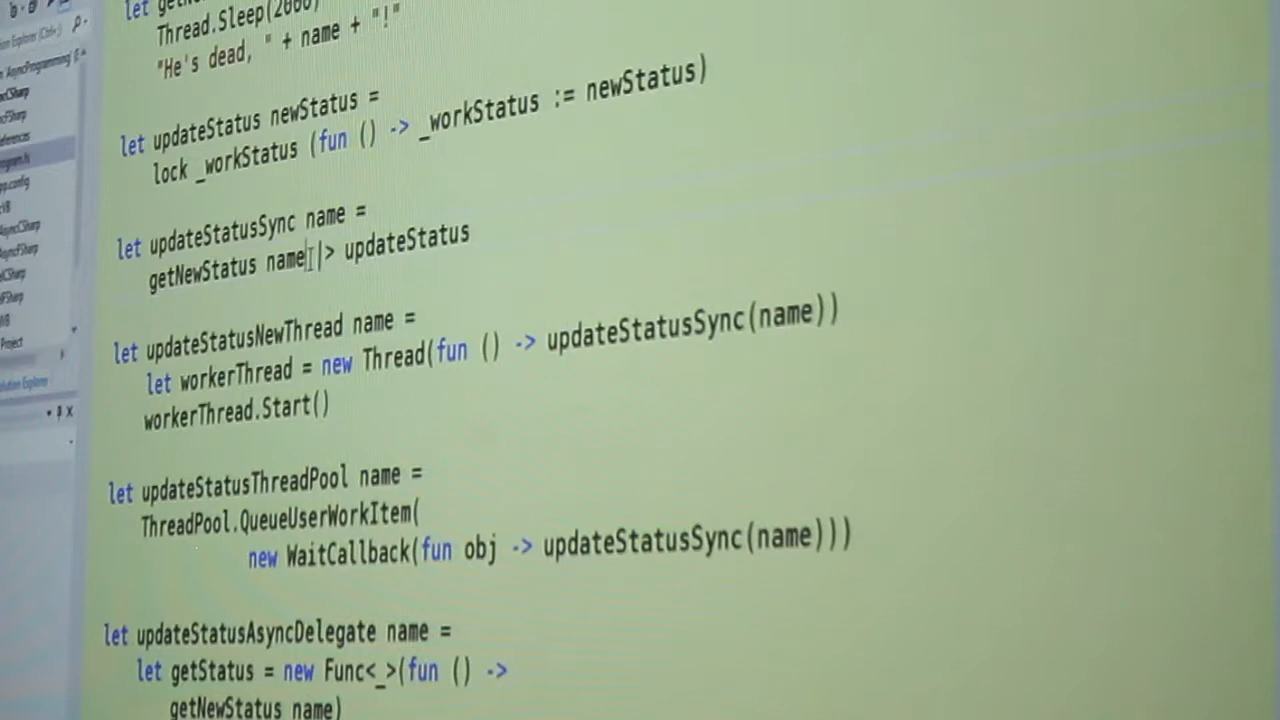 let
Thread.Sleep(2000)
"He's dead, " + name + "!"
let updateStatus newStatus =
lock _workStatus (fun () -> _workStatus := newStatus)
let updateStatusSync name =
getNewStatus name |> updateStatus
let updateStatusNewThread name =
let workerThread = new Thread(fun () -> updateStatusSync(name))
workerThread.Start()
let updateStatusThreadPool name =
ThreadPool.QueueUserWorkItem(
new WaitCallback(fun obj -> updateStatusSync(name)))
let updateStatusAsyncDelegate name =
let getStatus = new Func<_>(fun () ->
getNewStatus name)
Project